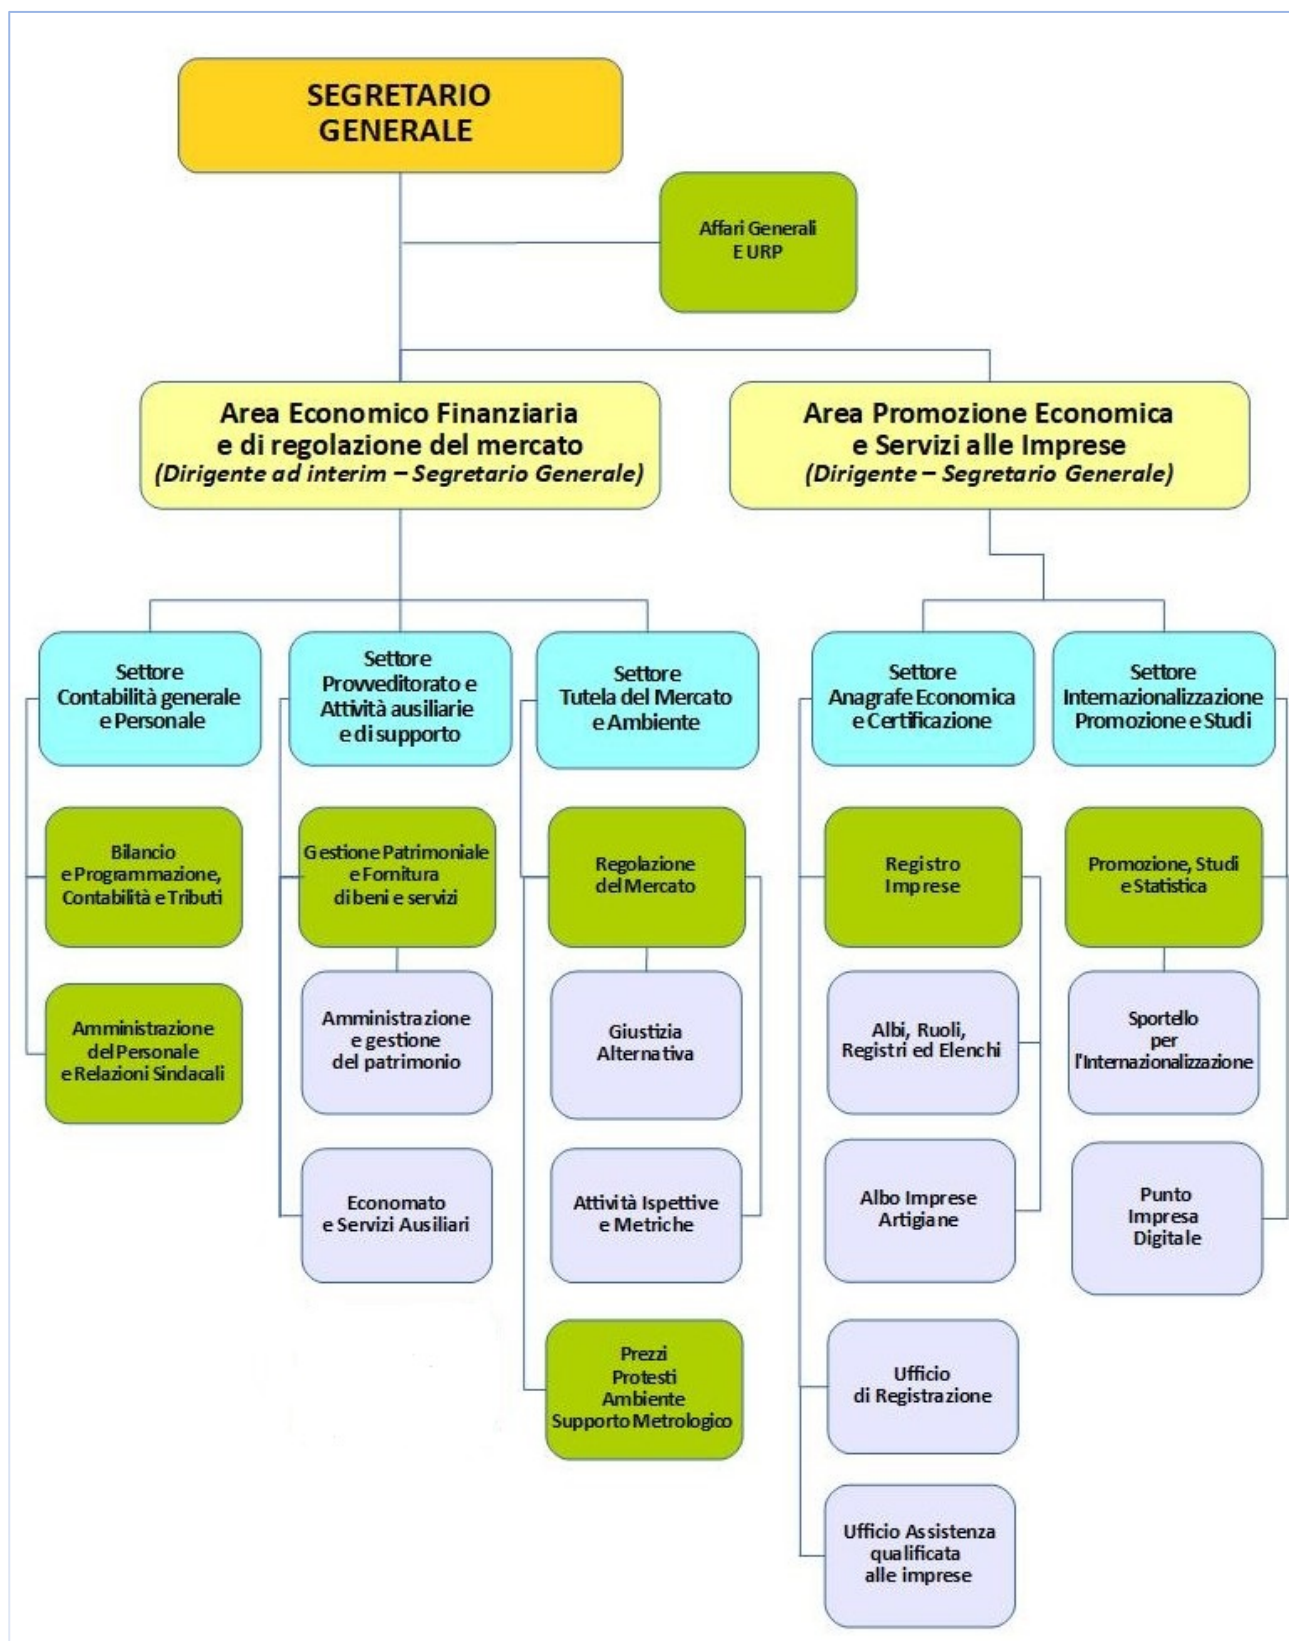 SEGRETARIO
GENERALE
Affari Generali
E URP
Area Economico Finanziaria
e di regolazione del mercato
(Dirigente ad interim – Segretario Generale)
Area Promozione Economica
e Servizi alle Imprese
(Dirigente – Segretario Generale)
Settore
Contabilità generale
e Personale
Settore
Provveditorato e
Attività ausiliarie
e di supporto
Settore
Tutela del Mercato
e Ambiente
Settore
Anagrafe Economica
e Certificazione
Settore
Internazionalizzazione
Promozione e Studi
Bilancio
e Programmazione,
Contabilità e Tributi
Gestione Patrimoniale
e Fornitura
di beni e servizi
Regolazione
del Mercato
Registro
Imprese
Promozione, Studi
e Statistica
Amministrazione
del Personale
e Relazioni Sindacali
Amministrazione
e gestione
del patrimonio
Giustizia
Alternativa
Albi, Ruoli,
Registri ed Elenchi
Sportello
per
l'Internazionalizzazione
Economato
e Servizi Ausiliari
Attività Ispettive
e Metriche
Albo Imprese
Artigiane
Punto
Impresa
Digitale
Prezzi
Protesti
Ambiente
Supporto Metrologico
Ufficio
di Registrazione
Ufficio Assistenza
qualificata
alle imprese